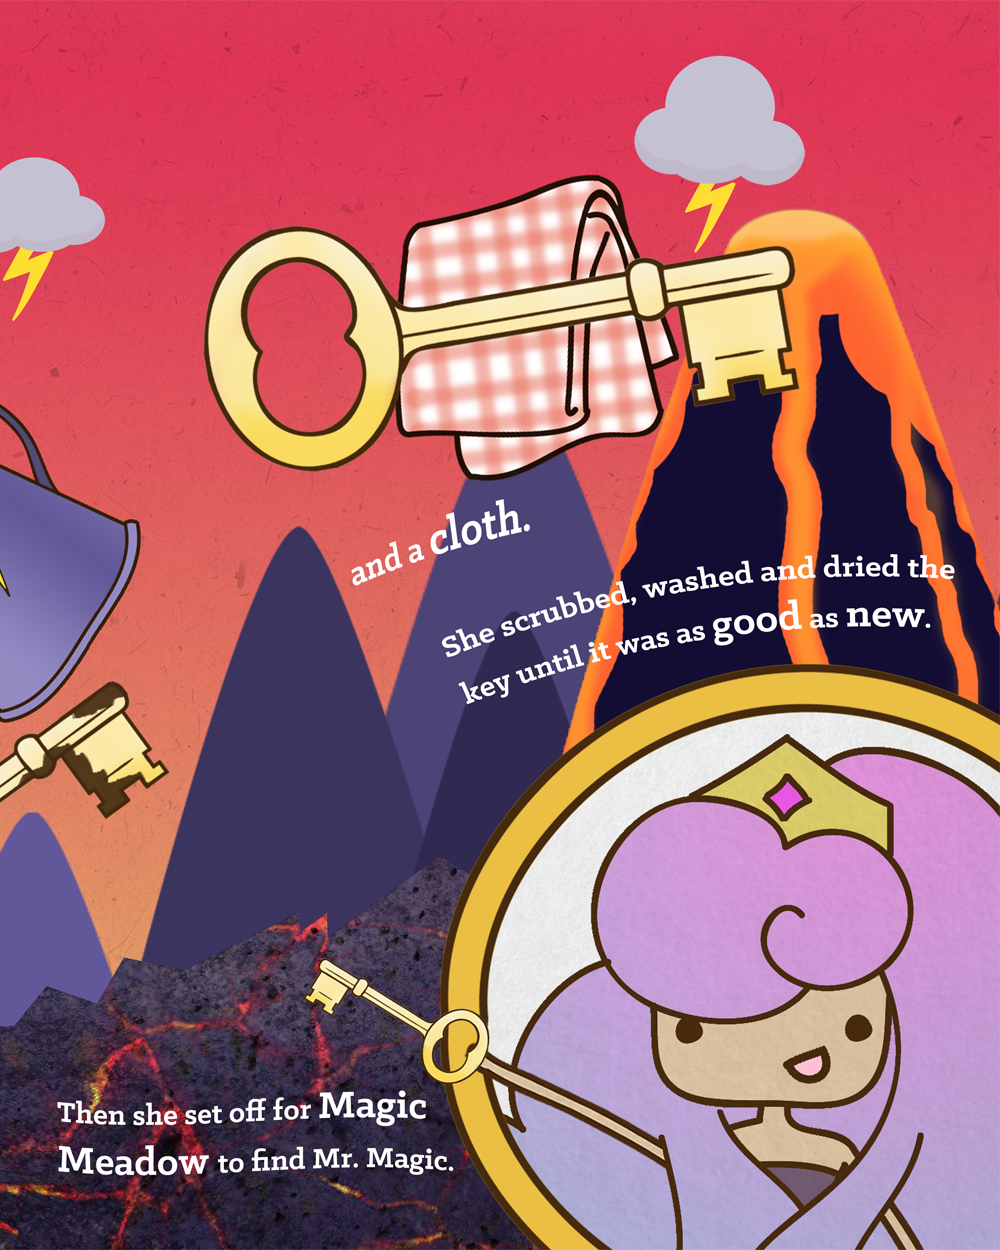 and a cloth.
She scrubbed, washed and dried the
key until it was as good as new.
Then she set off for Magic
Meadow to find Mr. Magic.